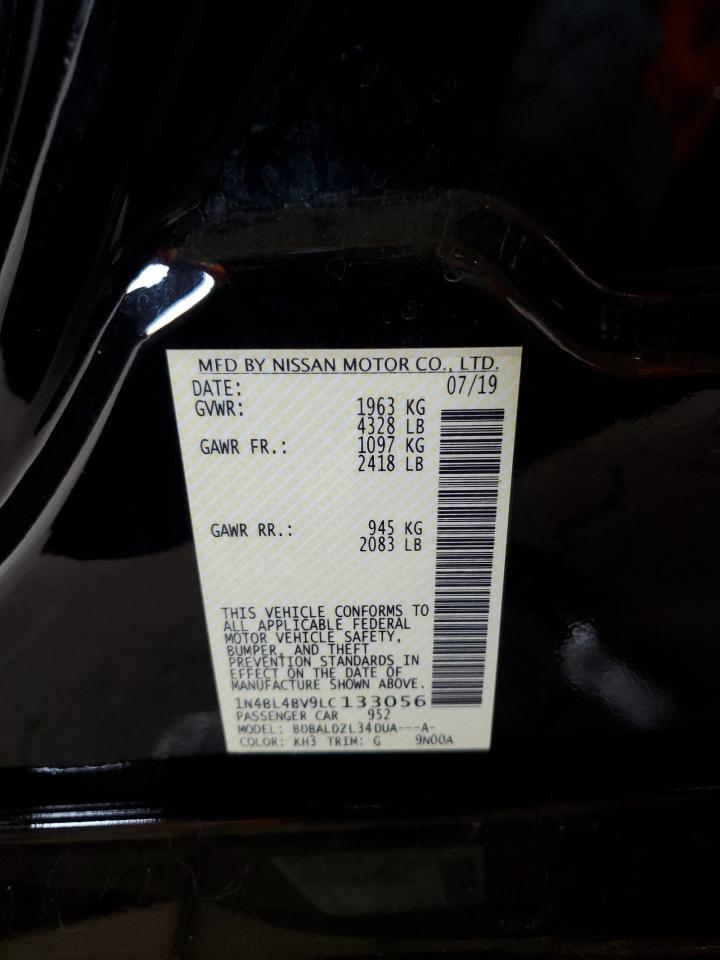 MFD BY NISSAN MOTOR CO., LTD.
DATE: 07/19
GVWR: 1963 KG
4328 LB
GAWR FR.: 1097 KG
2418 LB
GAWR RR.: 945 KG
2083 LB
THIS VEHICLE CONFORMS TO
ALL APPLICABLE FEDERAL
MOTOR VEHICLE SAFETY,
BUMPER, AND THEFT
PREVENTION STANDARDS IN
EFFECT ON THE DATE OF
MANUFACTURE SHOWN ABOVE.
1N4BL4BV9LC133056
PASSENGER CAR 952
MODEL: BDBALDZL34DUA---A-
COLOR: KH3 TRIM: G 9N00A